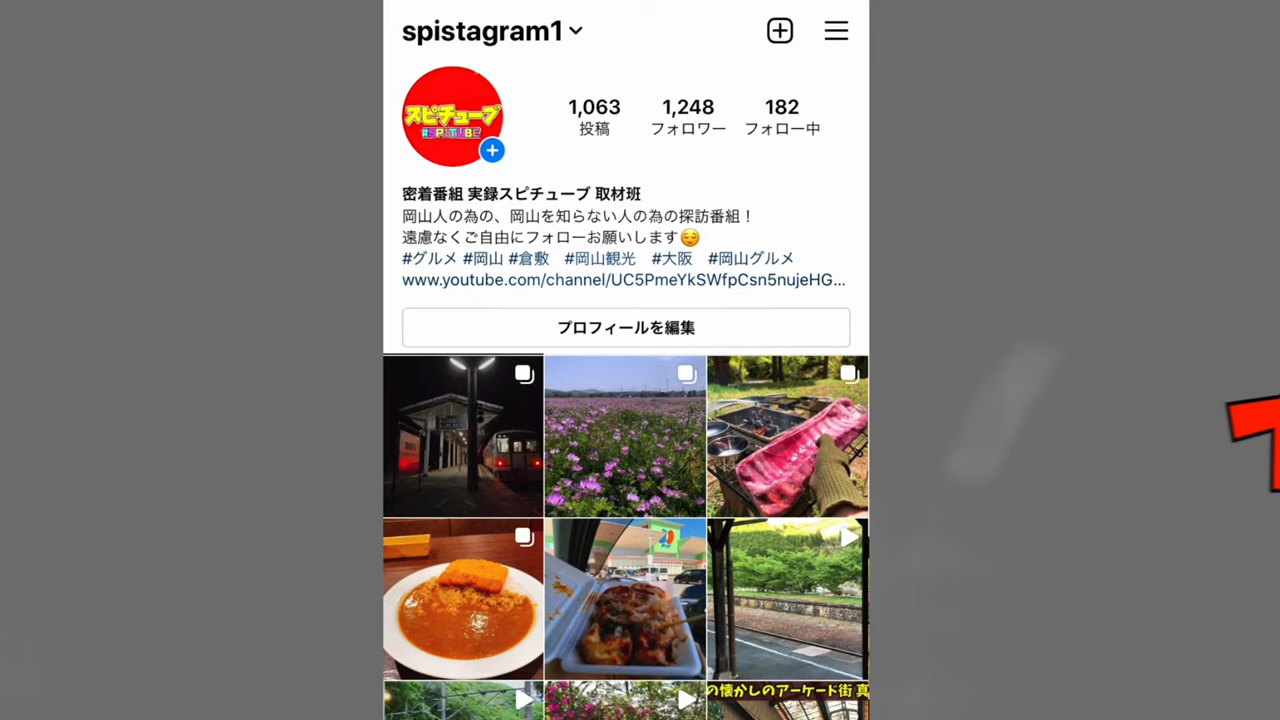 spistagram1
スピチューブ
#SPITUBE
1,063
投稿
1,248
フォロワー
182
フォロー中
密着番組 実録スピチューブ 取材班
岡山人の為の、岡山を知らない人の為の探訪番組！
遠慮なくご自由にフォローお願いします😌
#グルメ #岡山 #倉敷　#岡山観光　#大阪　#岡山グルメ
www.youtube.com/channel/UC5PmeYkSWfpCsn5nujeHG...
プロフィールを編集
の懐かしのアーケード街 真